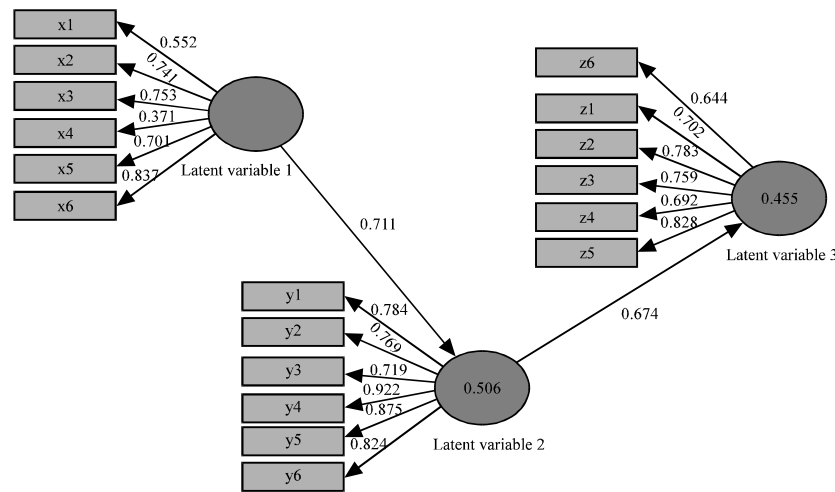 x1
0.552
x2
0.741
x3
0.753
x4
0.371
x5
0.701
x6
0.837
Latent variable 1
0.711
z6
0.644
z1
0.702
z2
0.783
z3
0.759
z4
0.692
z5
0.828
0.455
Latent variable 3
0.674
y1
0.784
y2
0.769
y3
0.719
y4
0.922
y5
0.875
y6
0.824
0.506
Latent variable 2